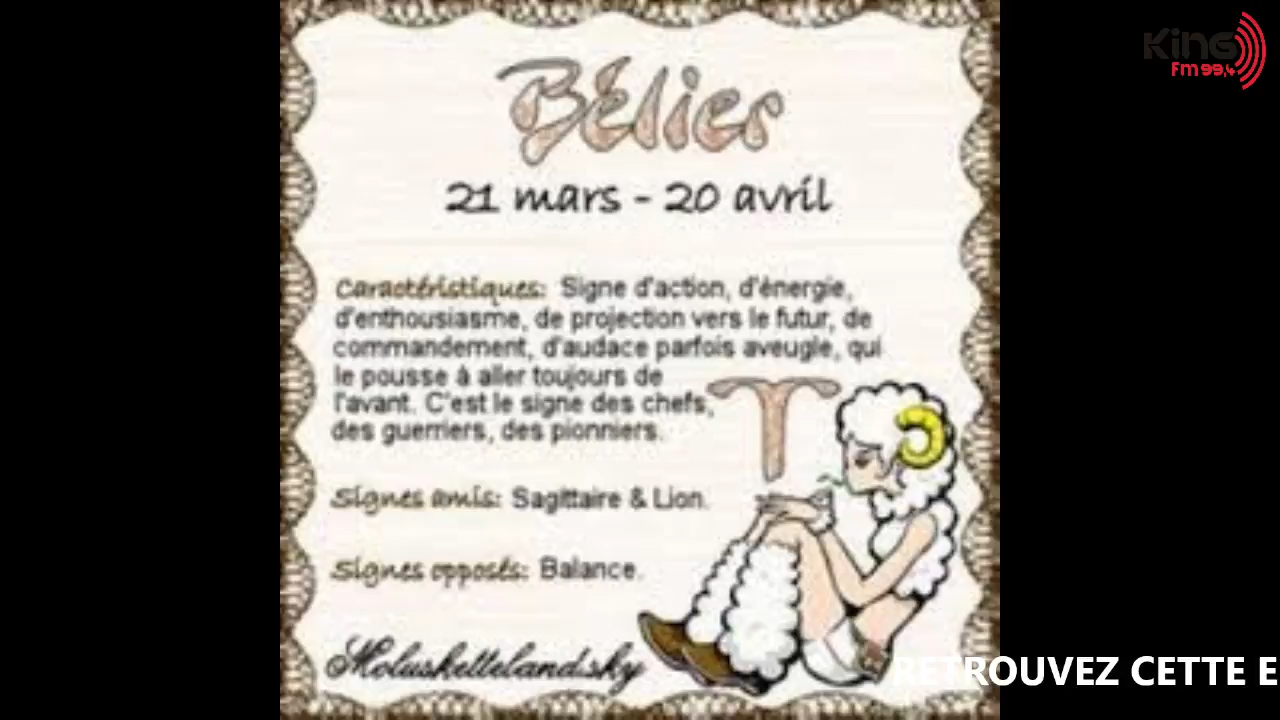 King
Fm 99,4
Bélier
21 mars - 20 avril
Caractéristiques: Signe d'action, d'énergie,
d'enthousiasme, de projection vers le futur, de
commandement, d'audace parfois aveugle, qui
le pousse à aller toujours de
l'avant. C'est le signe des chefs,
des guerriers, des pionniers.
Signes amis: Sagittaire & Lion.
Signes opposés: Balance.
Moluskettelandsky
RETROUVEZ CETTE E